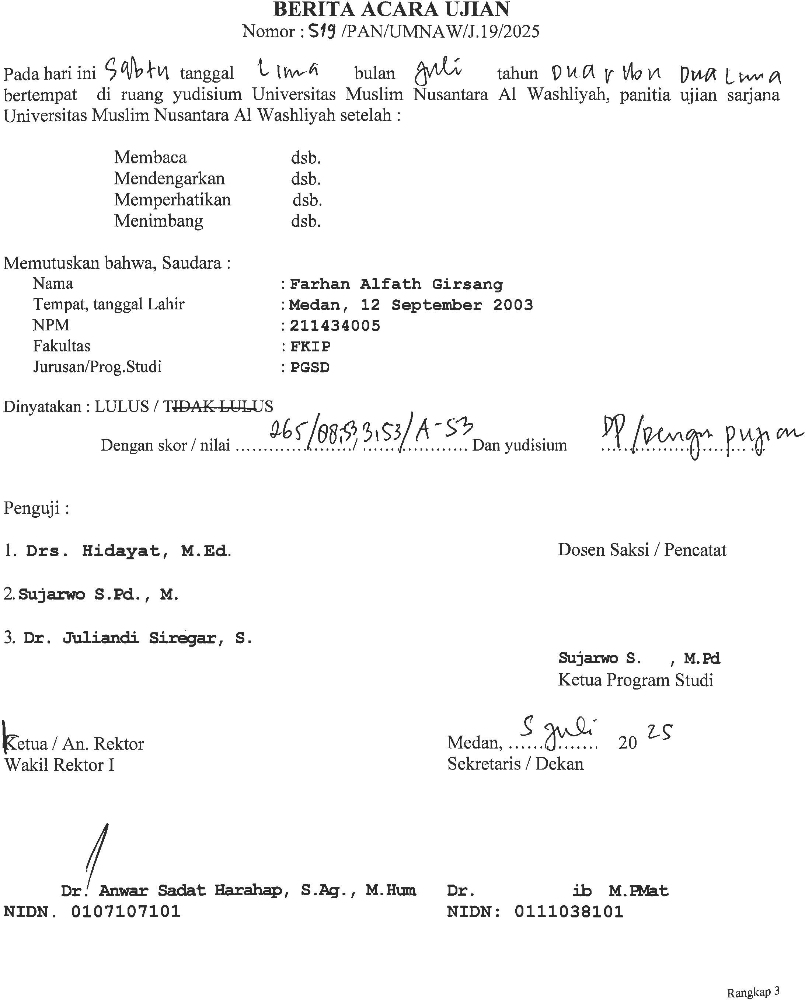 BERITA ACARA UJIAN
Nomor : 519 /PAN/UMNAW/J.19/2025
Pada hari ini Sabtu tanggal Lima bulan Juli tahun Dua ribu Dua Lima
bertempat di ruang yudisium Universitas Muslim Nusantara Al Washliyah, panitia ujian sarjana
Universitas Muslim Nusantara Al Washliyah setelah :
Membaca dsb.
Mendengarkan dsb.
Memperhatikan dsb.
Menimbang dsb.
Memutuskan bahwa, Saudara :
Nama : Farhan Alfath Girsang
Tempat, tanggal Lahir : Medan, 12 September 2003
NPM : 211434005
Fakultas : FKIP
Jurusan/Prog.Studi : PGSD
Dinyatakan : LULUS / TIDAK LULUS
Dengan skor / nilai 265/88,33 3,53/A-53 Dan yudisium DP/Dengan pujian
Penguji :
1. Drs. Hidayat, M.Ed.
Dosen Saksi / Pencatat
2. Sujarwo S.Pd., M.
3. Dr. Juliandi Siregar, S.
Sujarwo S. , M.Pd
Ketua Program Studi
Ketua / An. Rektor
Medan, 5 Juli 20 25
Wakil Rektor I
Sekretaris / Dekan
Dr. Anwar Sadat Harahap, S.Ag., M.Hum
Dr. ib M.PMat
NIDN. 0107107101
NIDN: 0111038101
Rangkap 3